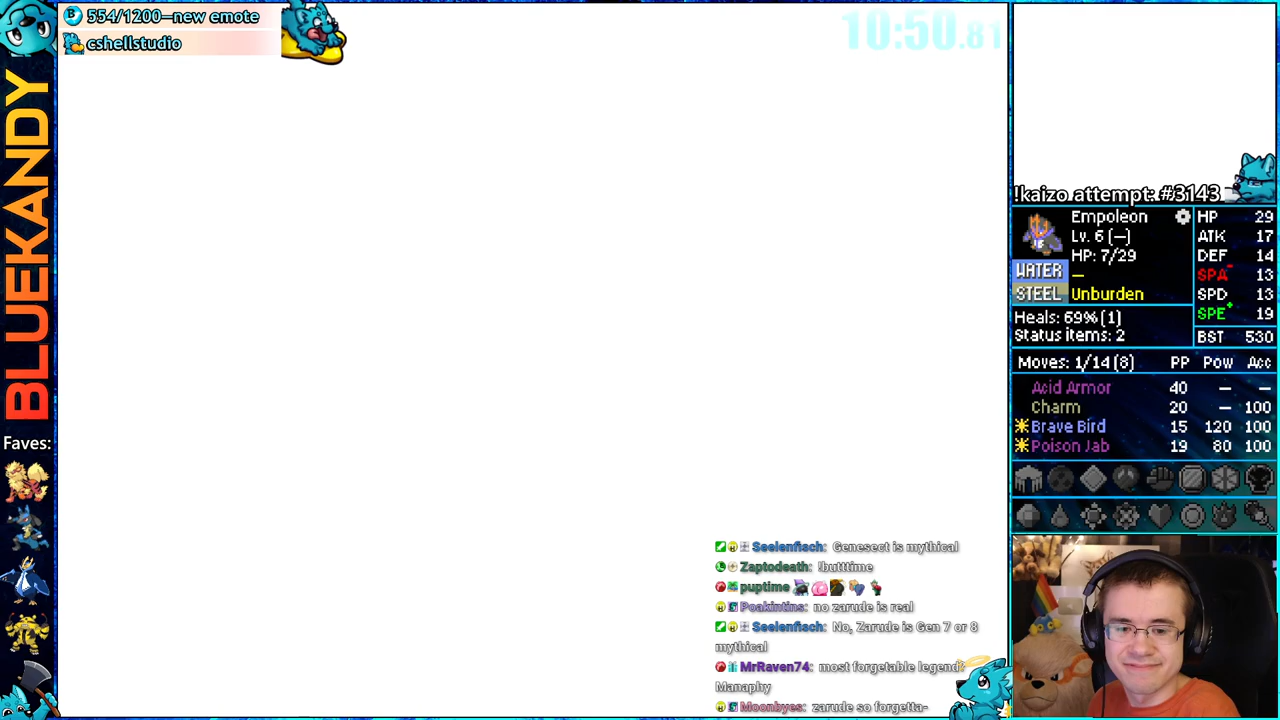 554/1200—new emote
cshellstudio
10:50.81
BLUEKANDY
Faves:
!kaizo attempt: #3143
Empoleon
Lv. 6 (—)
HP: 7/29
WATER
—
STEEL
Unburden
Heals: 69% (1)
Status items: 2
HP 29
ATK 17
DEF 14
SPA 13
SPD 13
SPE 19
BST 530
Moves: 1/14 (8) PP Pow Acc
Acid Armor 40 — —
Charm 20 — 100
Brave Bird 15 120 100
Poison Jab 19 80 100
Seelenfisch: Genesect is mythical
Zaptodeath: !butttime
puptime
Poakintins: no zarude is real
Seelenfisch: No, Zarude is Gen 7 or 8
mythical
MrRaven74: most forgetable legend?
Manaphy
Moonbyes: zarude so forgetta-